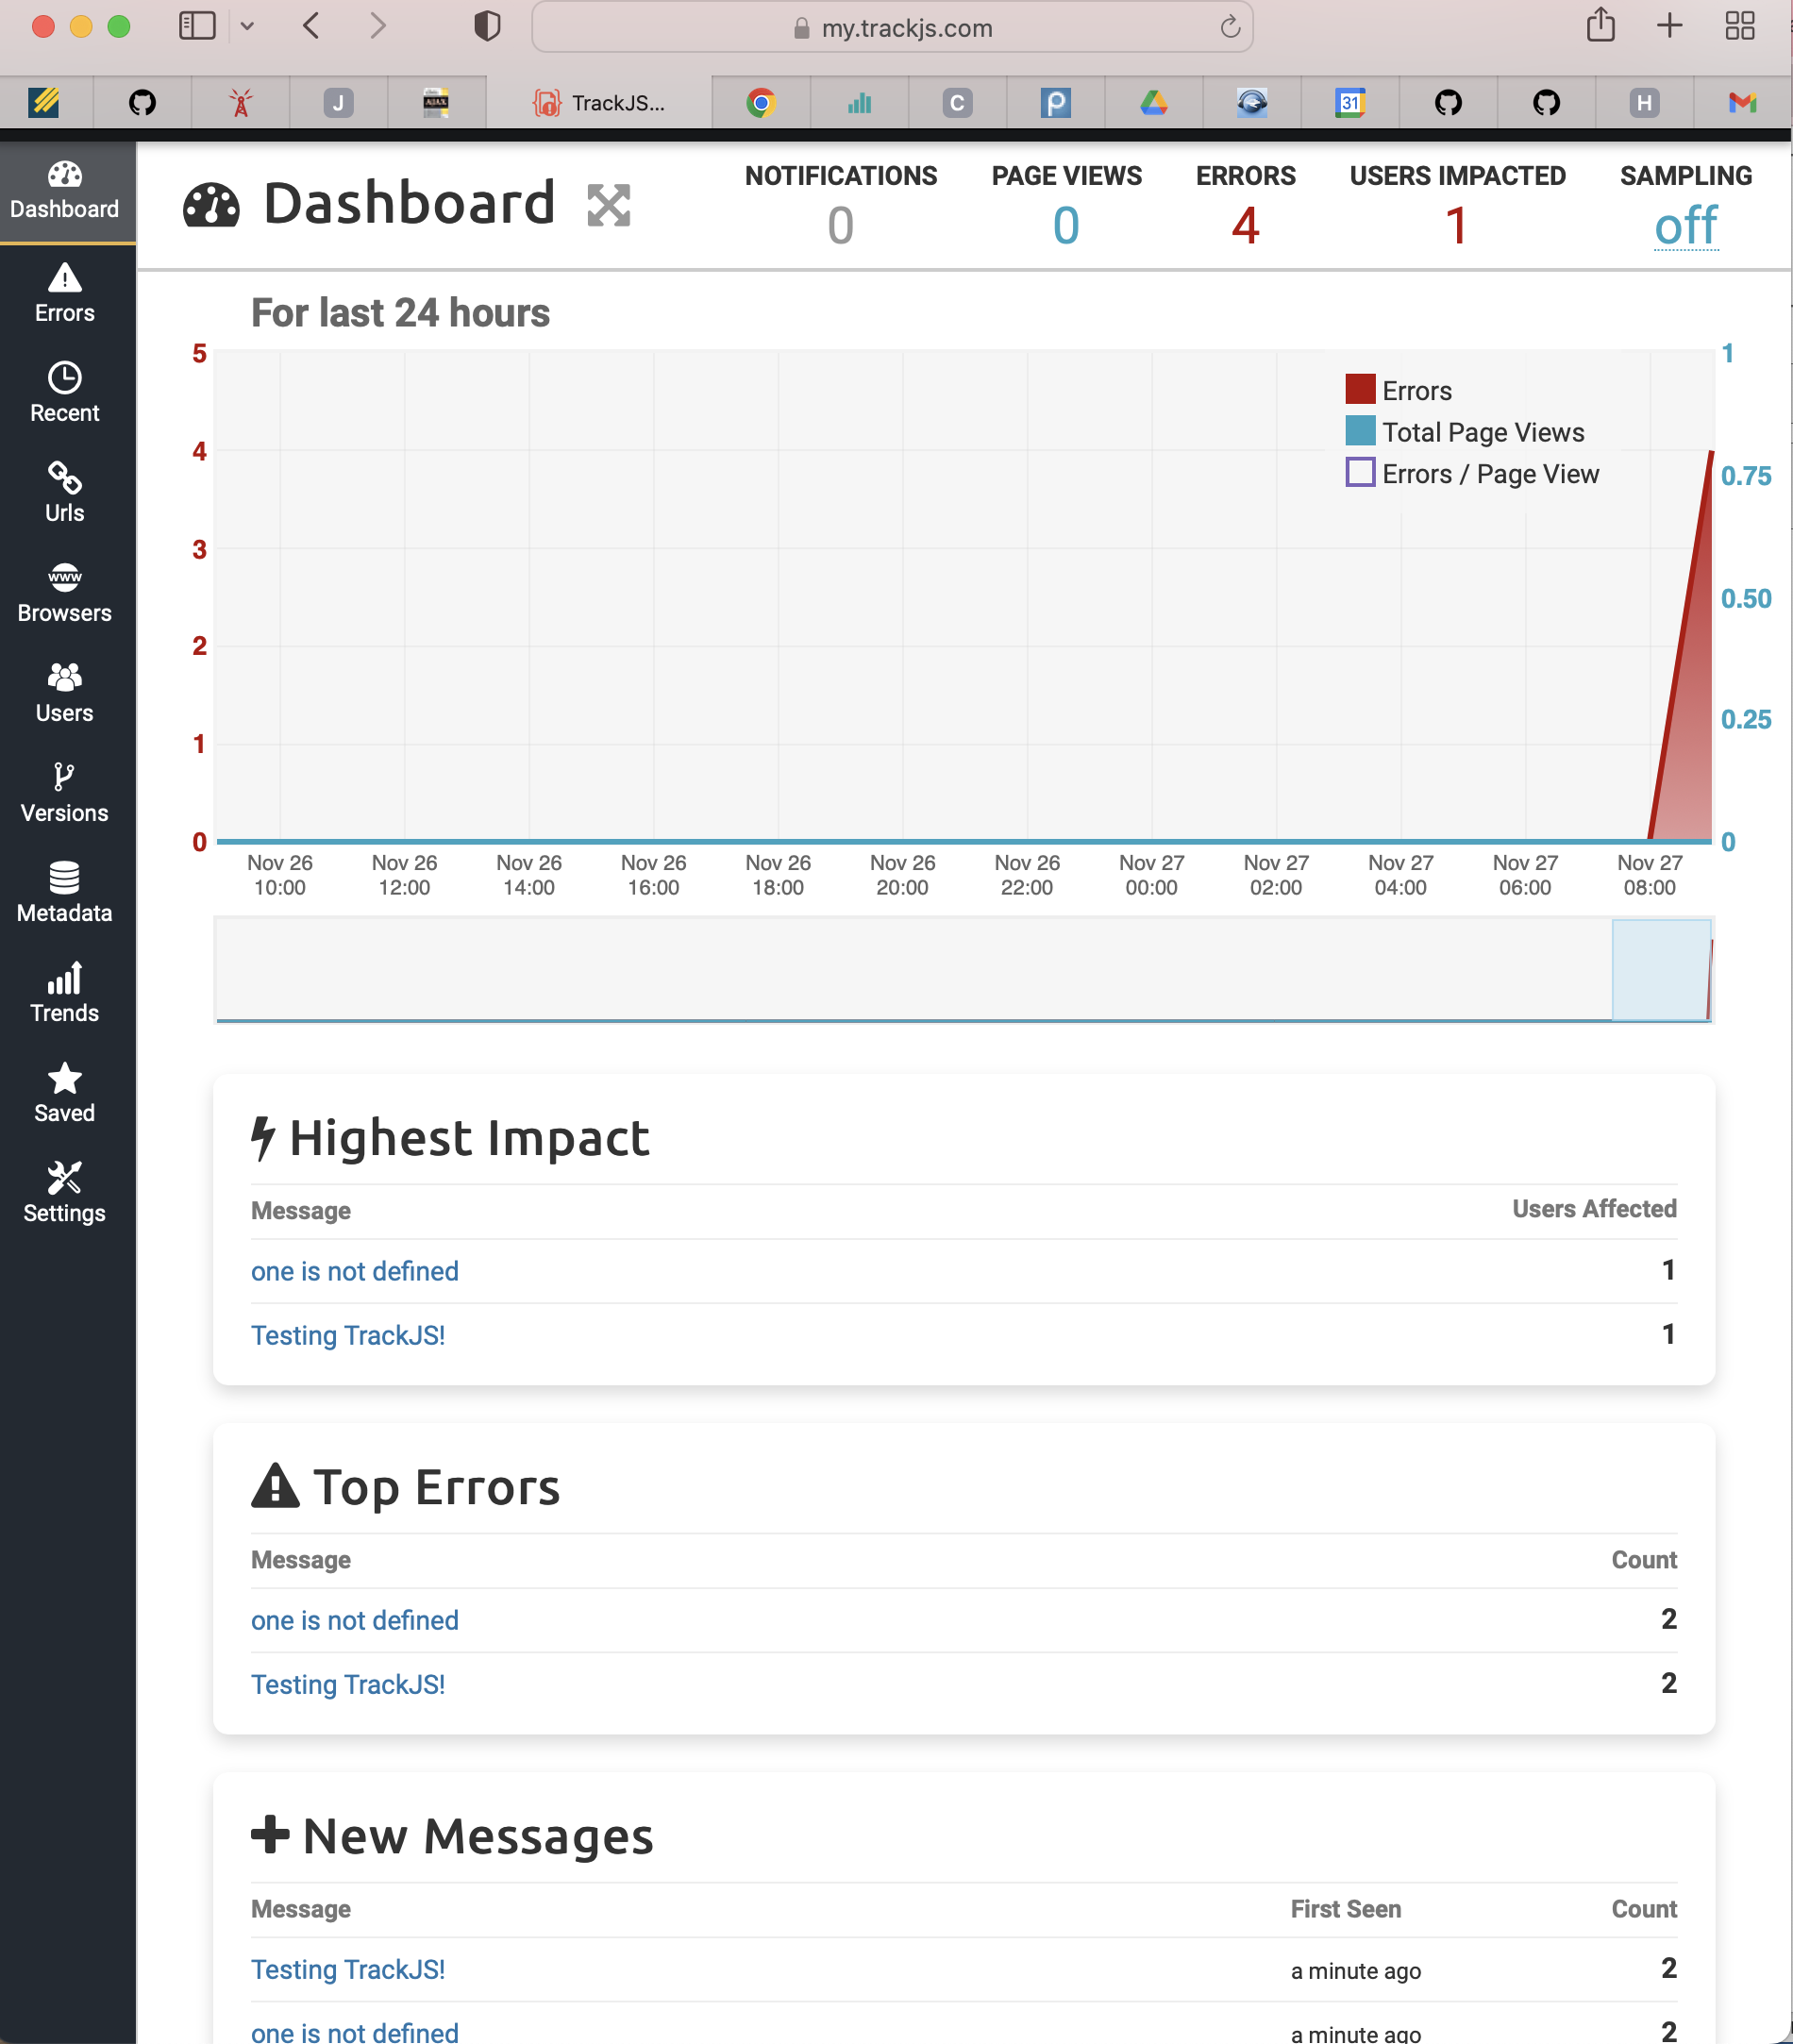 my.trackjs.com
J
AJAX
TrackJS...
C
P
31
H
Dashboard
Errors
Recent
Urls
www
Browsers
Users
Versions
Metadata
Trends
Saved
Settings
Dashboard
NOTIFICATIONS
0
PAGE VIEWS
0
ERRORS
4
USERS IMPACTED
1
SAMPLING
off
For last 24 hours
5
4
3
2
1
0
Errors
Total Page Views
Errors / Page View
1
0.75
0.50
0.25
0
Nov 26 10:00
Nov 26 12:00
Nov 26 14:00
Nov 26 16:00
Nov 26 18:00
Nov 26 20:00
Nov 26 22:00
Nov 27 00:00
Nov 27 02:00
Nov 27 04:00
Nov 27 06:00
Nov 27 08:00
Highest Impact
Message Users Affected
one is not defined 1
Testing TrackJS! 1
Top Errors
Message Count
one is not defined 2
Testing TrackJS! 2
New Messages
Message First Seen Count
Testing TrackJS! a minute ago 2
one is not defined a minute ago 2